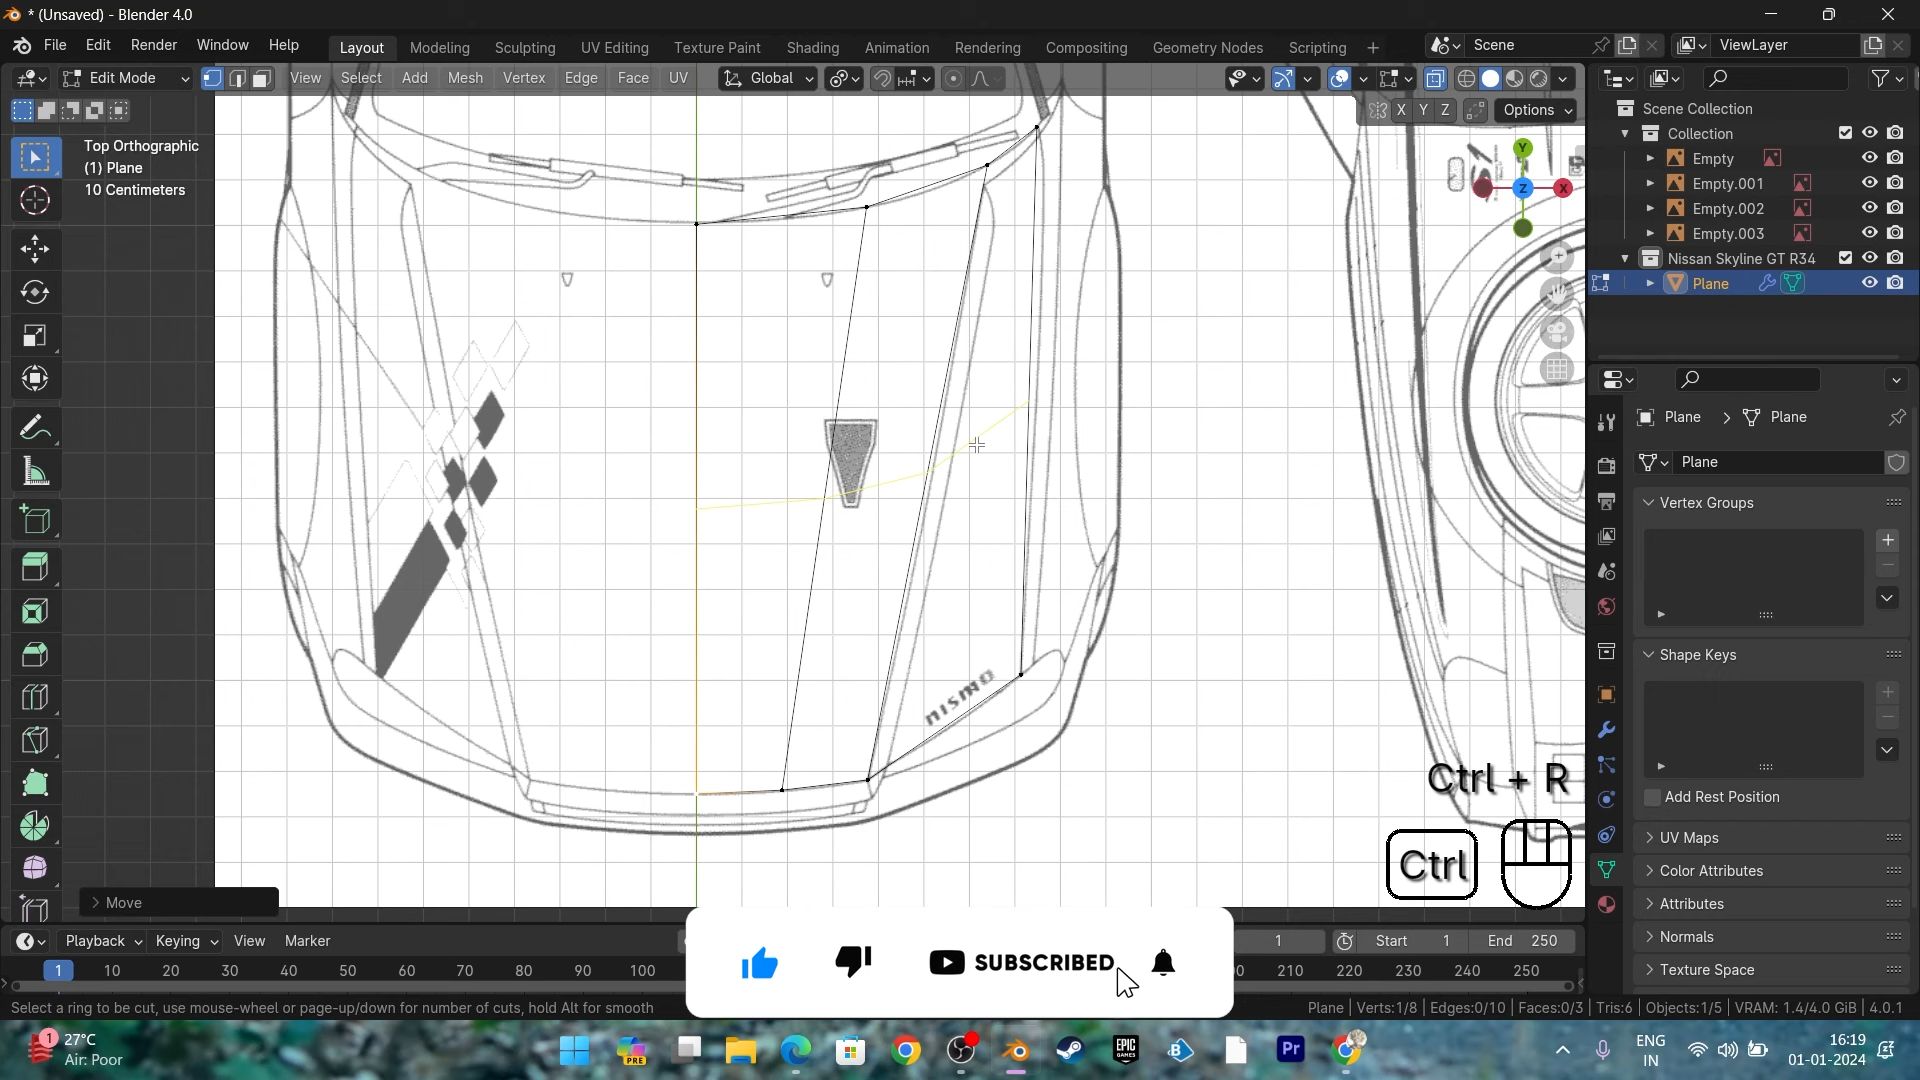 * (Unsaved) - Blender 4.0
File Edit Render Window Help
Layout Modeling Sculpting UV Editing Texture Paint Shading Animation Rendering Compositing Geometry Nodes Scripting +
Scene
ViewLayer
Edit Mode
View Select Add Mesh Vertex Edge Face UV
Global
X Y Z
Options
Top Orthographic
(1) Plane
10 Centimeters
Y
Z
X
nismo
Move
Ctrl + R
Ctrl
Scene Collection
Collection
Empty
Empty.001
Empty.002
Empty.003
Nissan Skyline GT R34
Plane
Plane > Plane
Plane
Vertex Groups
Shape Keys
Add Rest Position
UV Maps
Color Attributes
Attributes
Normals
Texture Space
Playback Keying View Marker
1
Start 1
End 250
1 10 20 30 40 50 60 70 80 90 100
210 220 230 240 250
SUBSCRIBED
Select a ring to be cut, use mouse-wheel or page-up/down for number of cuts, hold Alt for smooth
Plane | Verts:1/8 | Edges:0/10 | Faces:0/3 | Tris:6 | Objects:1/5 | VRAM: 1.4/4.0 GiB | 4.0.1
1
27°C
Air: Poor
PRE
EPIC
GAMES
Pr
ENG
IN
16:19
01-01-2024